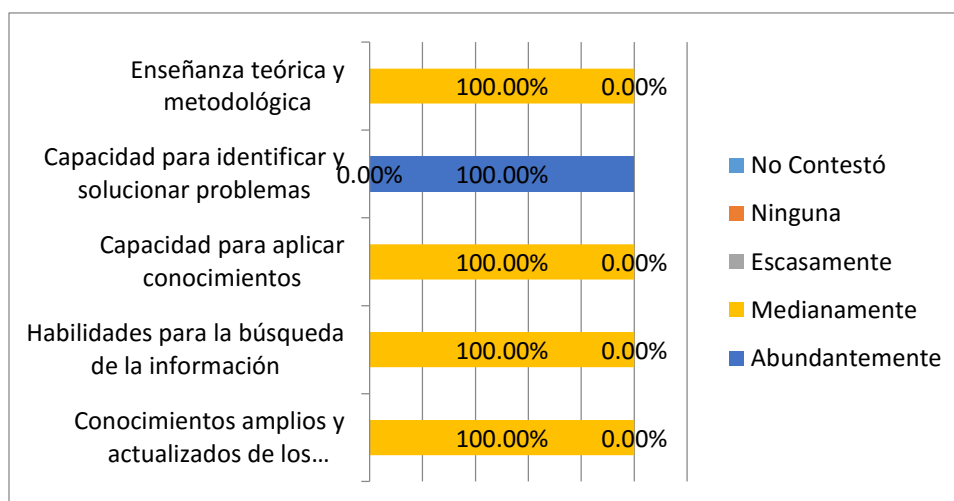 Enseñanza teórica y
metodológica
100.00% 0.00%
Capacidad para identificar y
solucionar problemas
0.00% 100.00%
Capacidad para aplicar
conocimientos
100.00% 0.00%
Habilidades para la búsqueda
de la información
100.00% 0.00%
Conocimientos amplios y
actualizados de los...
100.00% 0.00%
No Contestó
Ninguna
Escasamente
Medianamente
Abundantemente